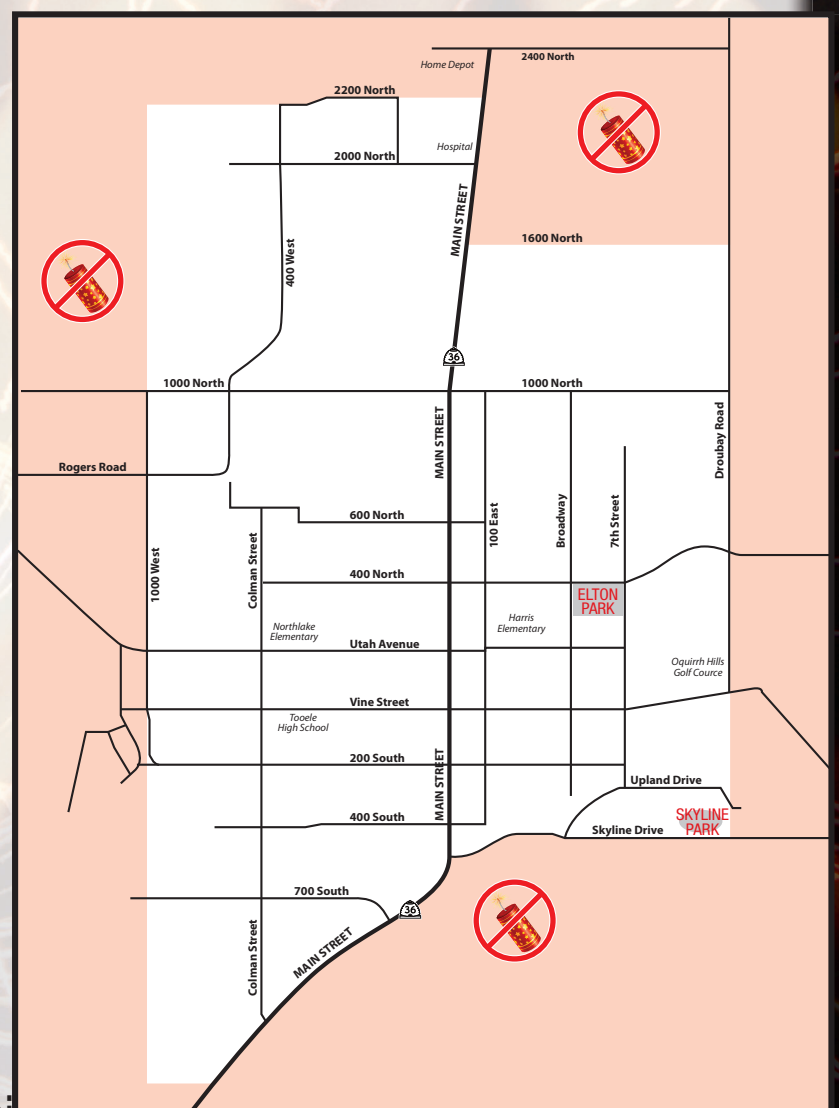 2400 North
Home Depot
2200 North
Hospital
2000 North
MAIN STREET
1600 North
400 West
36
1000 North
1000 North
MAIN STREET
Droubay Road
Rogers Road
600 North
100 East
Broadway
7th Street
1000 West
Colman Street
400 North
ELTON
PARK
Northlake
Elementary
Harris
Elementary
Utah Avenue
Oquirrh Hills
Golf Cource
Vine Street
Tooele
High School
200 South
MAIN STREET
Upland Drive
400 South
SKYLINE
PARK
Skyline Drive
700 South
36
Colman Street
MAIN STREET